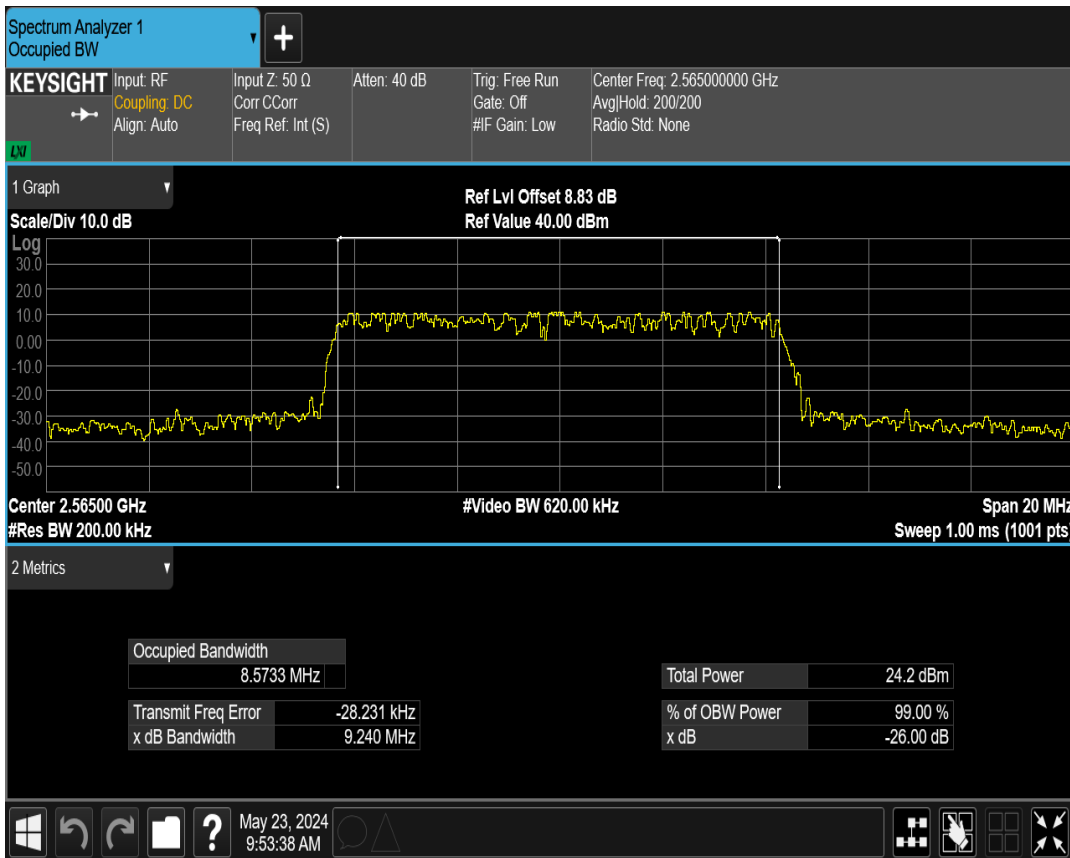 Spectrum Analyzer 1
Occupied BW
+
KEYSIGHT
LXI
Input: RF
Coupling: DC
Align: Auto
Input Z: 50 Ω
Corr CCorr
Freq Ref: Int (S)
Atten: 40 dB
Trig: Free Run
Gate: Off
#IF Gain: Low
Center Freq: 2.565000000 GHz
Avg|Hold: 200/200
Radio Std: None
1 Graph
Scale/Div 10.0 dB
Ref Lvl Offset 8.83 dB
Ref Value 40.00 dBm
Log
30.0
20.0
10.0
0.00
-10.0
-20.0
-30.0
-40.0
-50.0
Center 2.56500 GHz
#Video BW 620.00 kHz
Span 20 MHz
#Res BW 200.00 kHz
Sweep 1.00 ms (1001 pts)
2 Metrics
Occupied Bandwidth
8.5733 MHz
Total Power 24.2 dBm
Transmit Freq Error -28.231 kHz
% of OBW Power 99.00 %
x dB Bandwidth 9.240 MHz
x dB -26.00 dB
?
May 23, 2024
9:53:38 AM